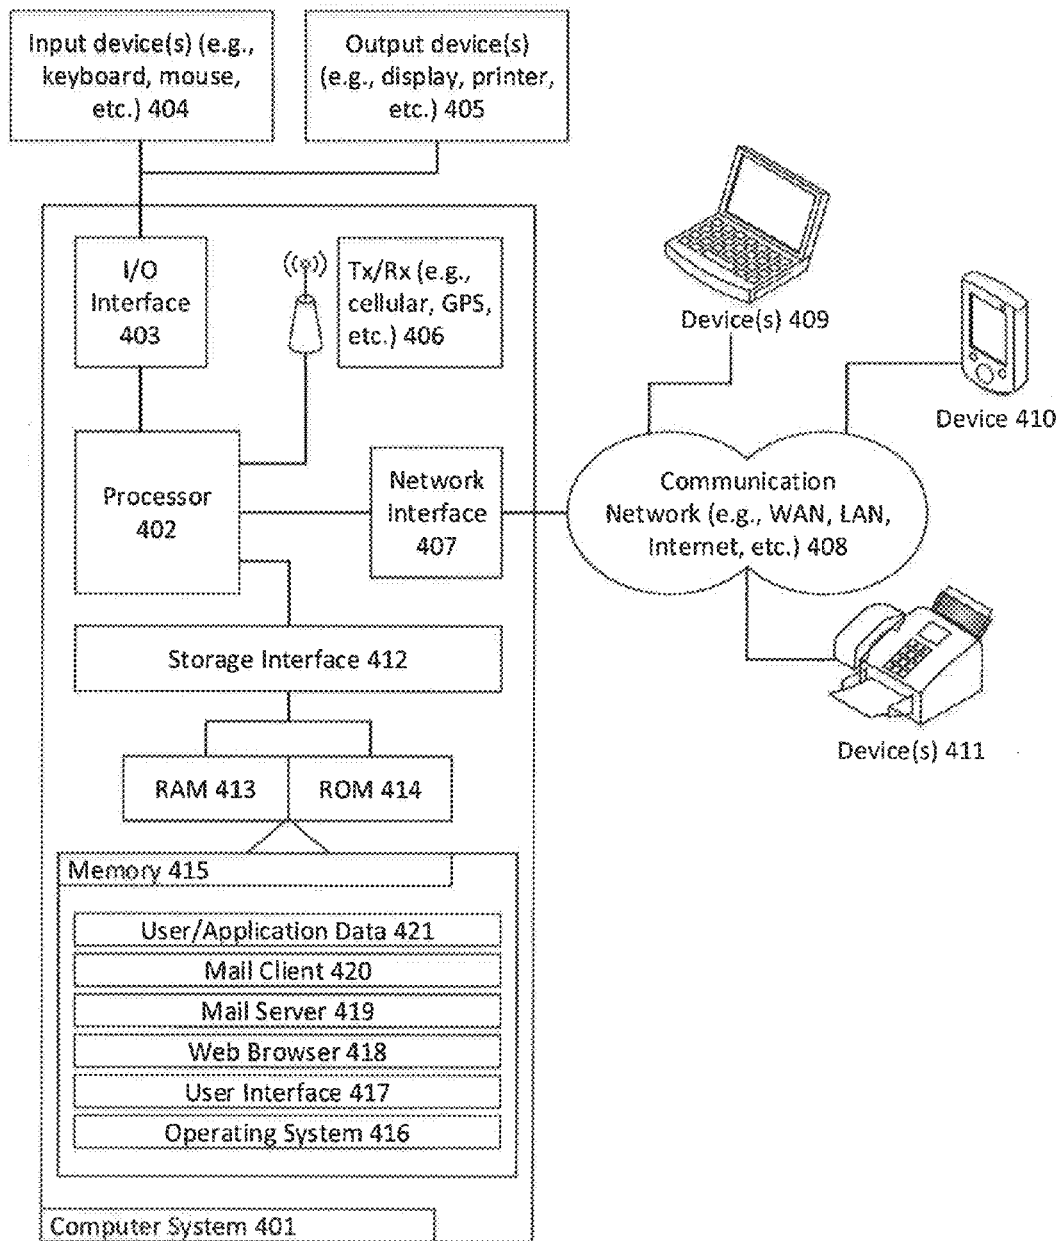 Input device(s) (e.g.,
keyboard, mouse,
etc.) 404
Output device(s)
(e.g., display, printer,
etc.) 405
I/O
Interface
403
Tx/Rx (e.g.,
cellular, GPS,
etc.) 406
Device(s) 409
Device 410
Processor
402
Network
Interface
407
Communication
Network (e.g., WAN, LAN,
Internet, etc.) 408
Storage Interface 412
Device(s) 411
RAM 413
ROM 414
Memory 415
User/Application Data 421
Mail Client 420
Mail Server 419
Web Browser 418
User Interface 417
Operating System 416
Computer System 401